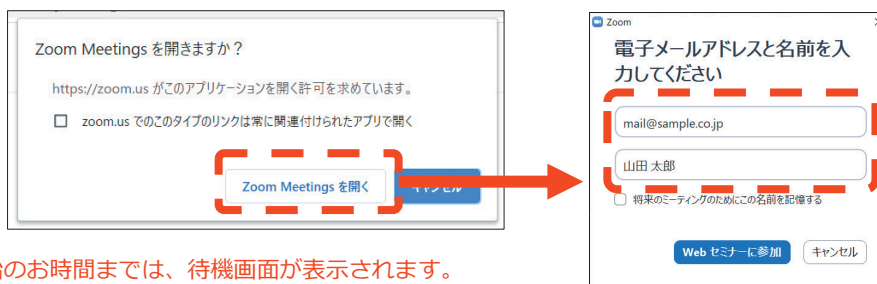 Zoom Meetings を開きますか？
https://zoom.us がこのアプリケーションを開く許可を求めています。
zoom.us でのこのタイプのリンクは常に関連付けられたアプリで開く
Zoom Meetings を開く
キャンセル
Zoom
電子メールアドレスと名前を入
力してください
mail@sample.co.jp
山田 太郎
将来のミーティングのためにこの名前を記憶する
Web セミナーに参加
キャンセル
のお時間までは、待機画面が表示されます。